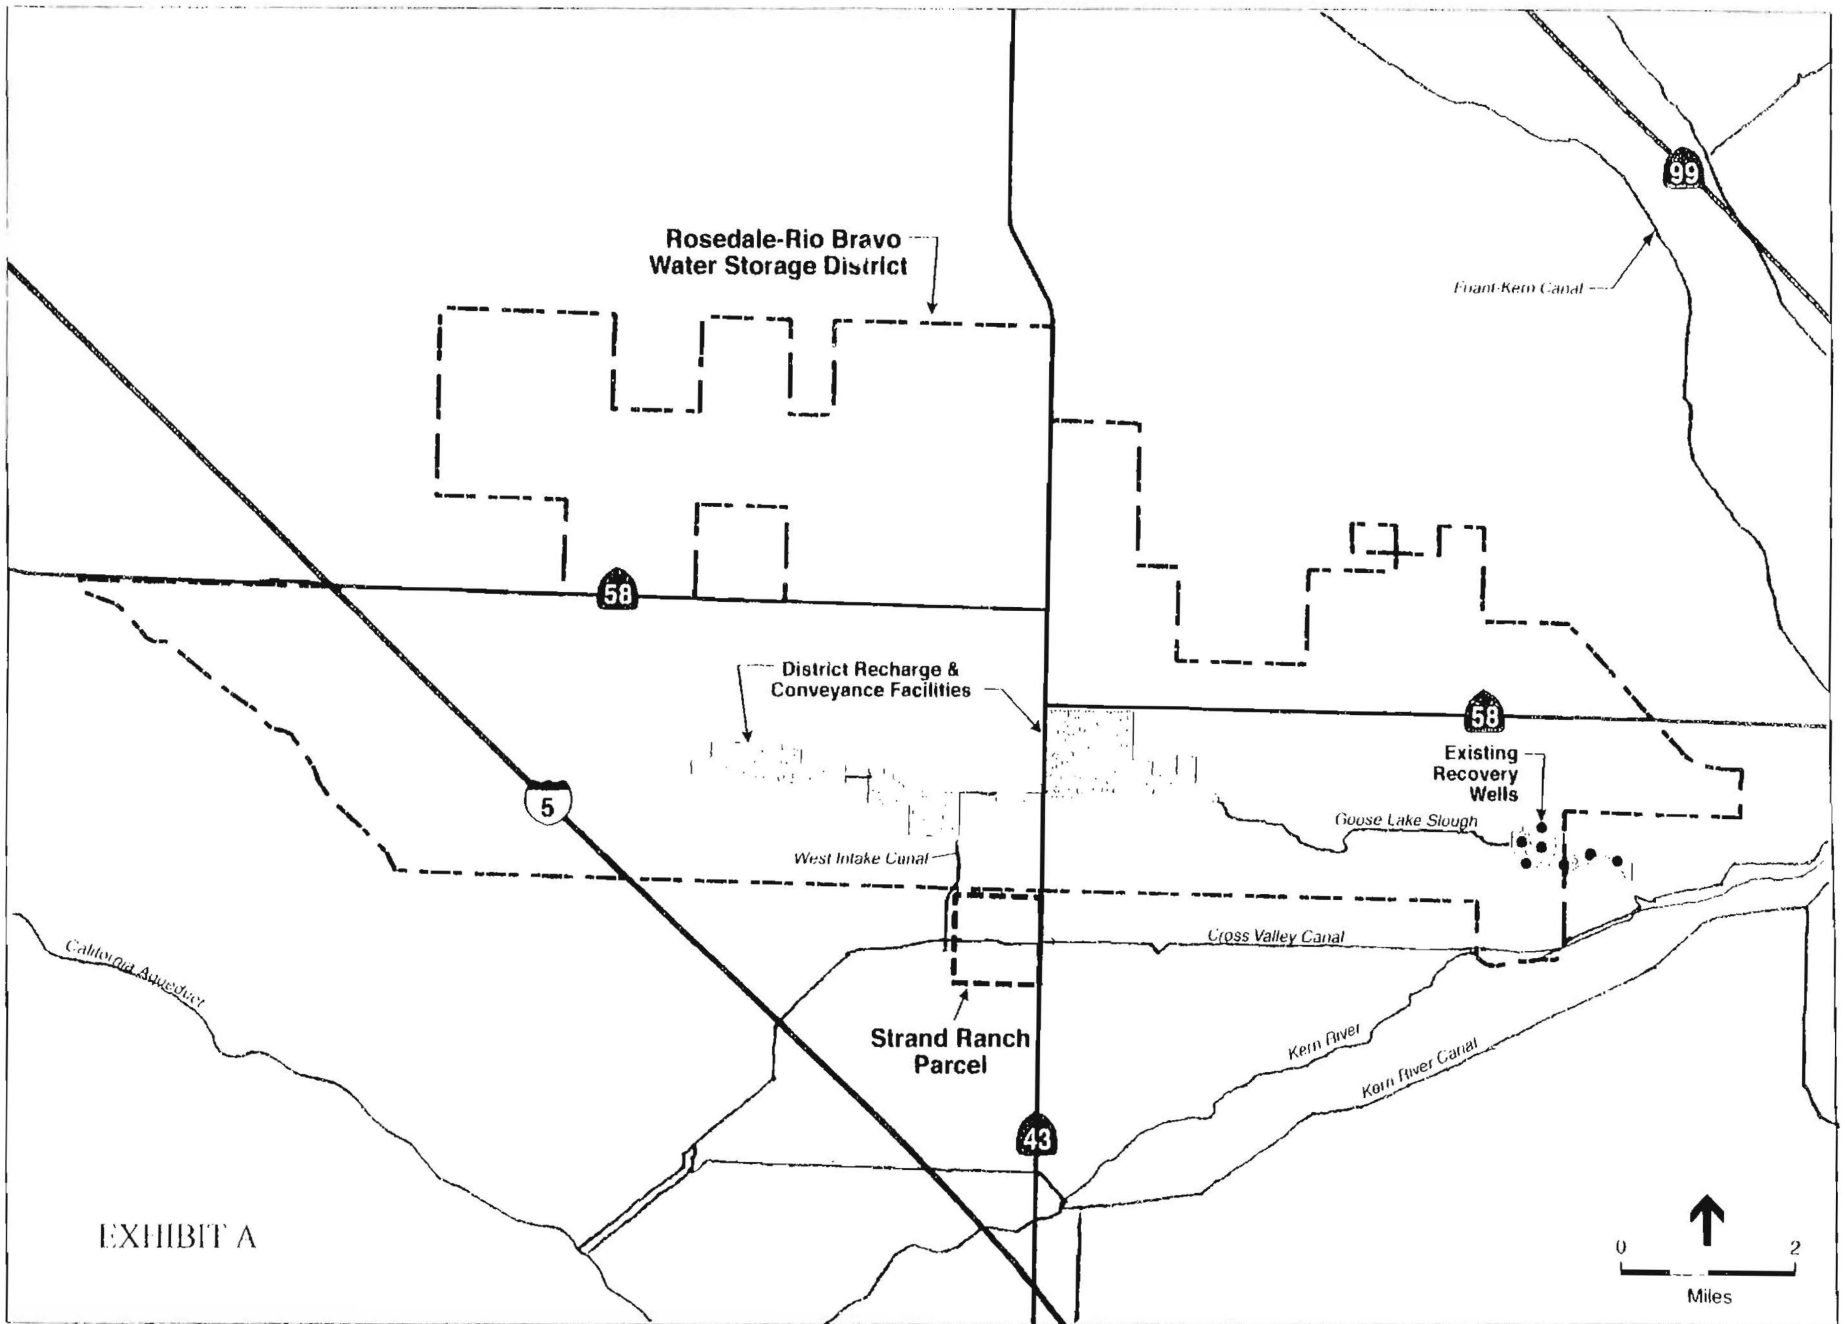 99
Rosedale-Rio Bravo
Water Storage District
Friant-Kern Canal
58
District Recharge &
Conveyance Facilities
58
Existing
Recovery
Wells
5
Goose Lake Slough
West Intake Canal
Cross Valley Canal
California Aqueduct
Strand Ranch
Parcel
Kern River
Kern River Canal
43
EXHIBIT A
0 2
Miles